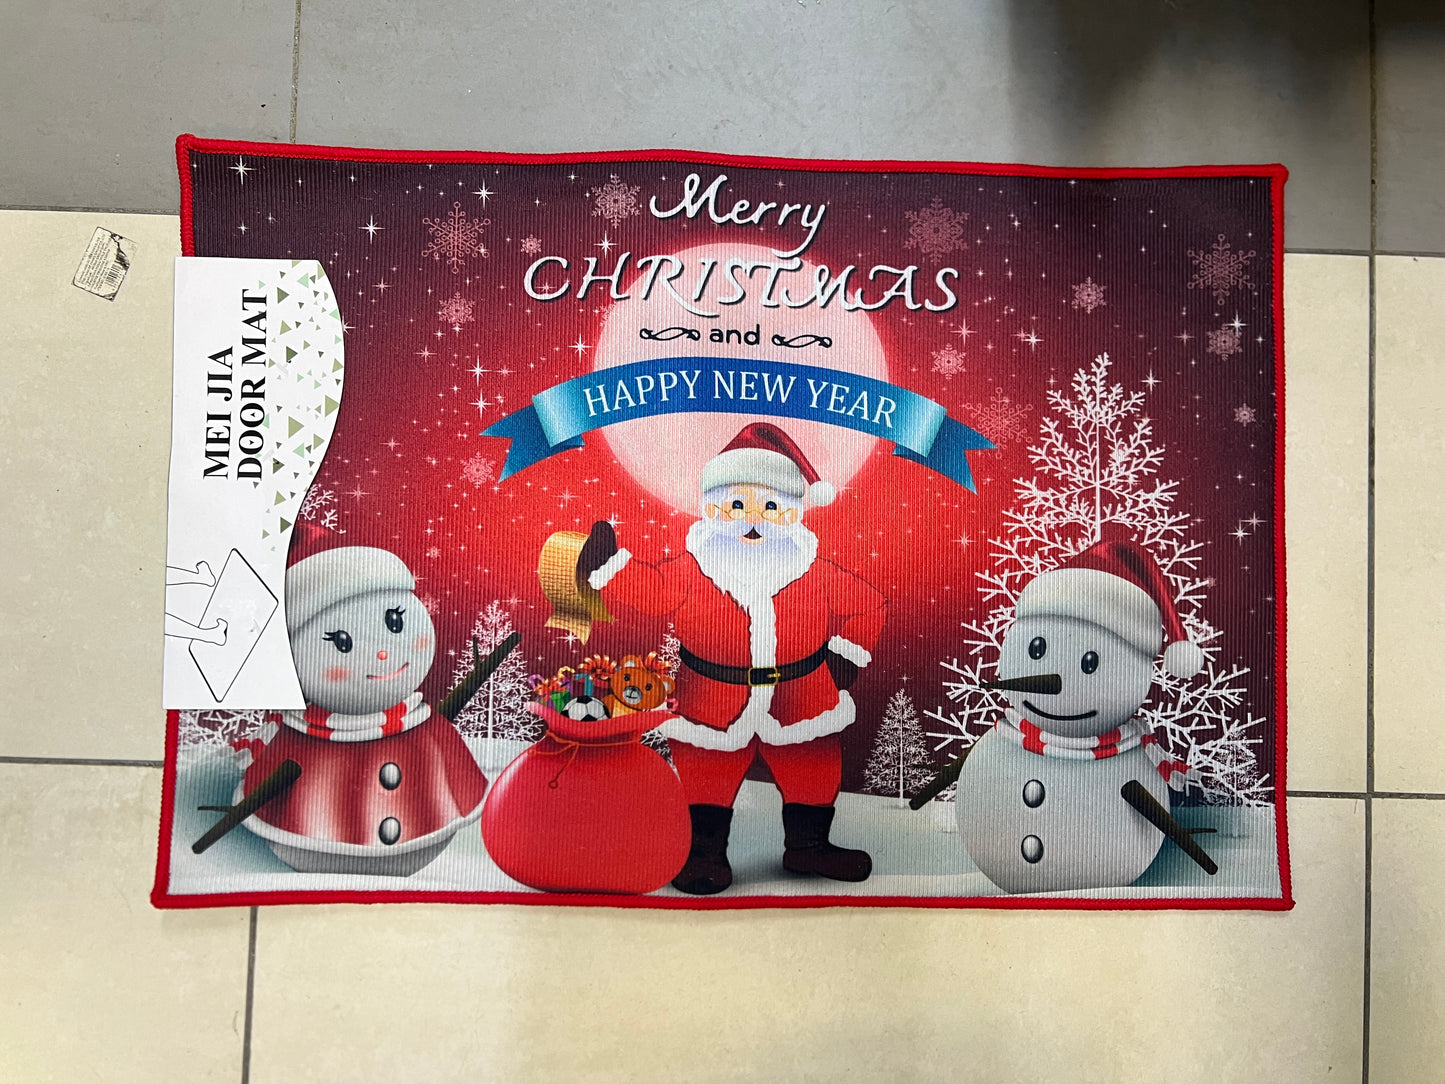 Merry
CHRISTMAS
and
HAPPY NEW YEAR
MEI JIA
DOOR MAT